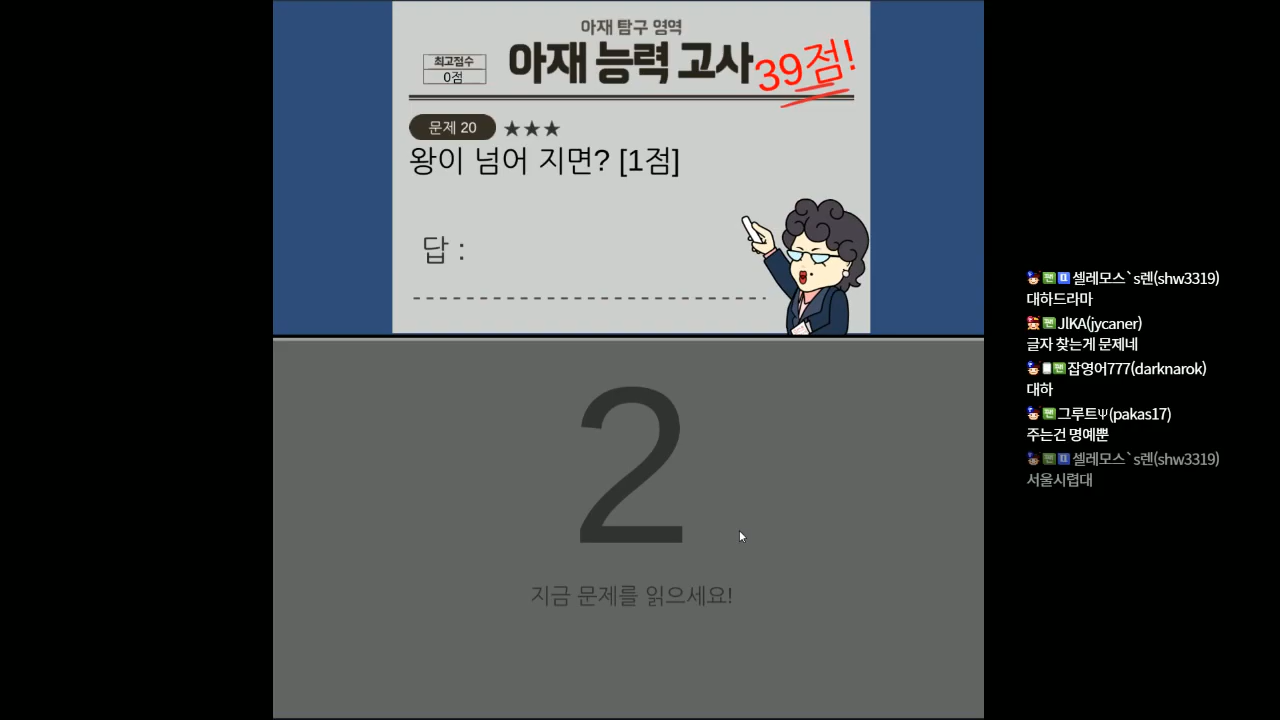 아재 탐구 영역
아재 능력 고사
39점!
최고점수
0점
문제 20 ★★★
왕이 넘어 지면? [1점]
답 :
2
지금 문제를 읽으세요!
셀레모스`s렌(shw3319)
대하드라마
JlKA(jycaner)
글자 찾는게 문제네
잡영어777(darknarok)
대하
그루트Ψ(pakas17)
주는건 명예뿐
셀레모스`s렌(shw3319)
서울시렵대